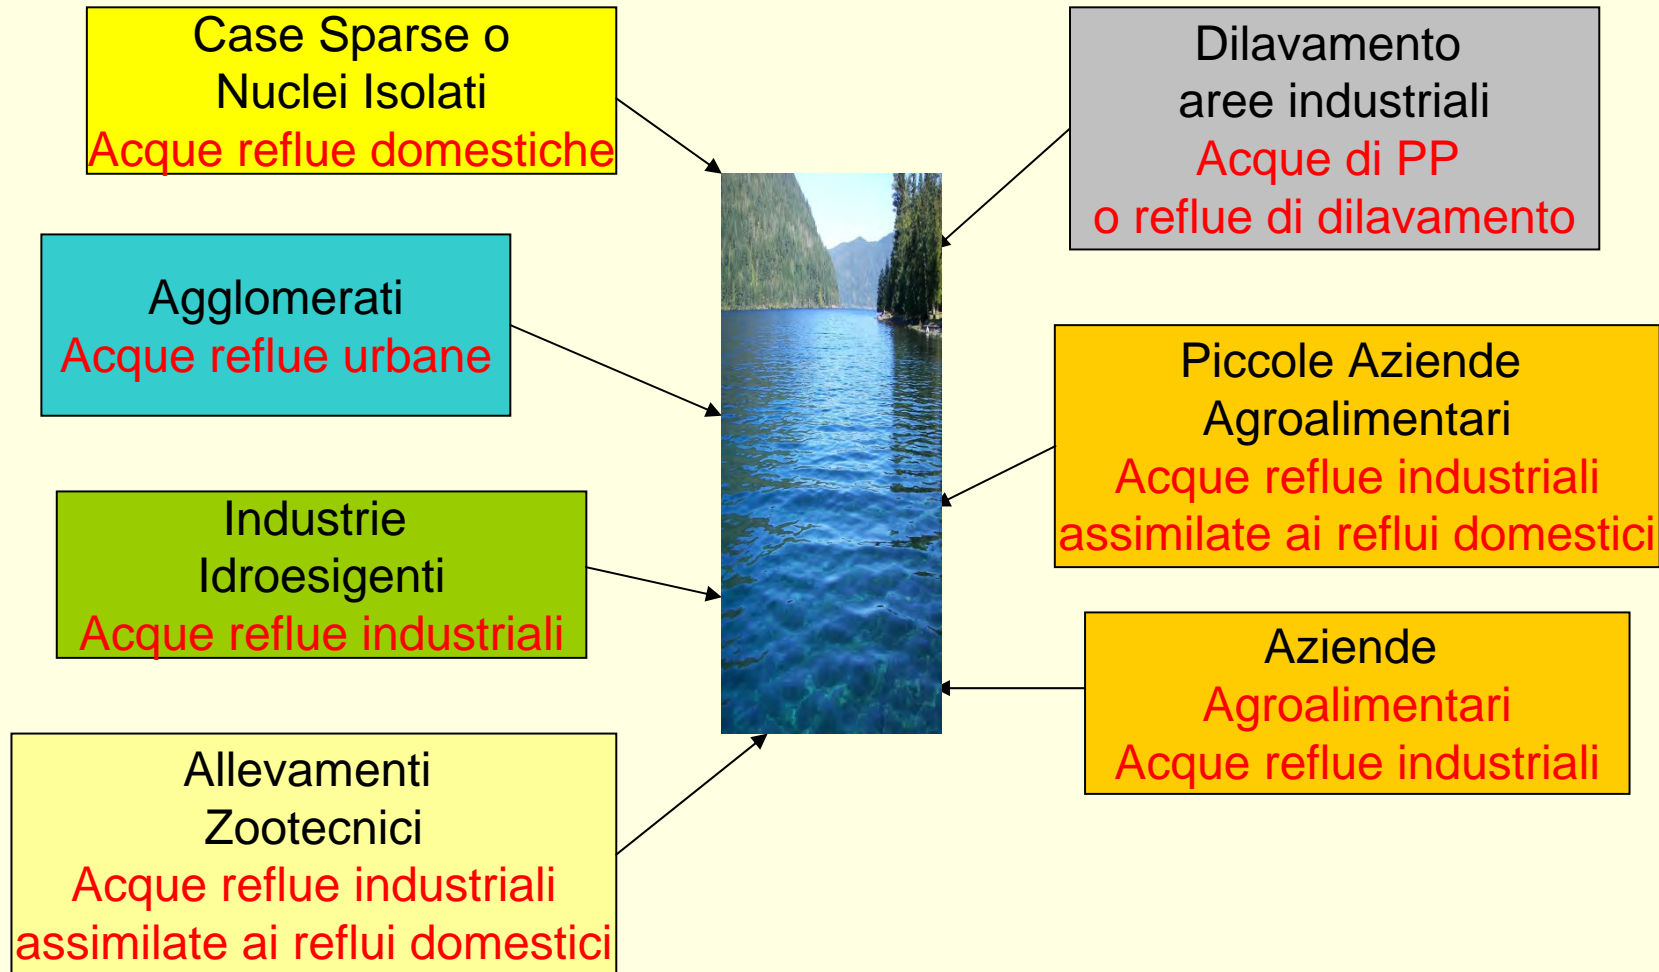 Case Sparse o
Nuclei Isolati
Acque reflue domestiche
Agglomerati
Acque reflue urbane
Industrie
Idroesigenti
Acque reflue industriali
Allevamenti
Zootecnici
Acque reflue industriali
assimilate ai reflui domestici
Dilavamento
aree industriali
Acque di PP
o reflue di dilavamento
Piccole Aziende
Agroalimentari
Acque reflue industriali
assimilate ai reflui domestici
Aziende
Agroalimentari
Acque reflue industriali